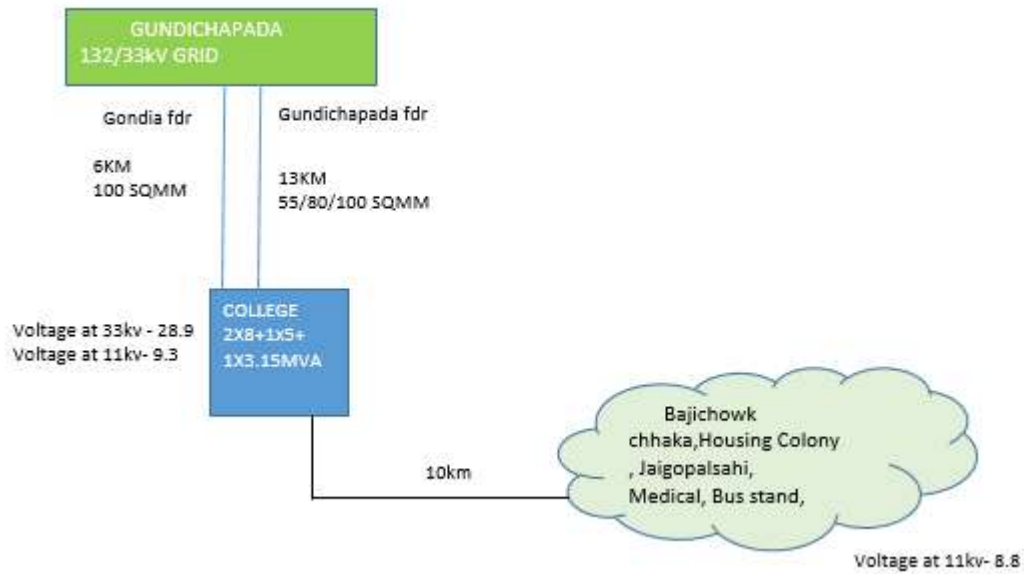 GUNDICHAPADA
132/33kV GRID
Gondia fdr
Gundichapada fdr
6KM
100 SQMM
13KM
55/80/100 SQMM
Voltage at 33kv - 28.9
Voltage at 11kv- 9.3
COLLEGE
2X8+1x5+
1X3.15MVA
10km
Bajichowk
chhaka,Housing Colony
, Jaigopalsahi,
Medical, Bus stand,
Voltage at 11kv- 8.8